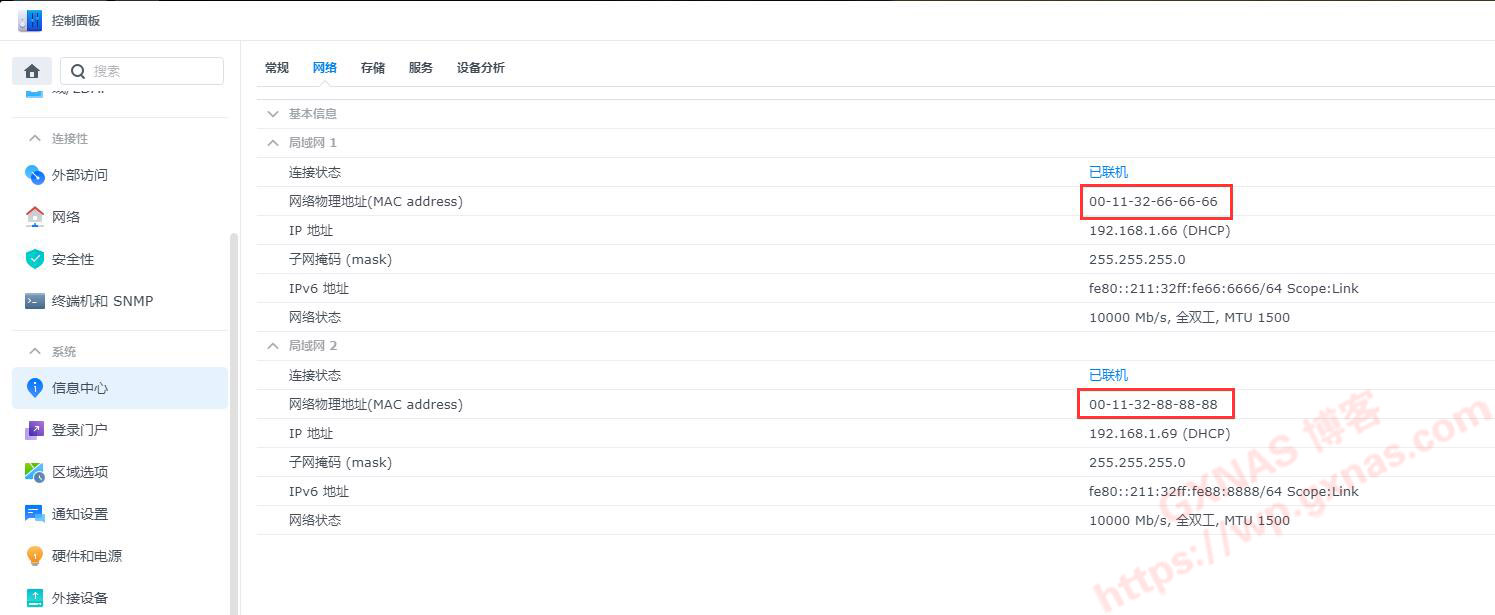 控制面板
搜索
常规 网络 存储 服务 设备分析
连接性
外部访问
网络
安全性
终端机和 SNMP
系统
信息中心
登录门户
区域选项
通知设置
硬件和电源
外接设备
基本信息
局域网 1
连接状态 已联机
网络物理地址(MAC address) 00-11-32-66-66-66
IP 地址 192.168.1.66 (DHCP)
子网掩码 (mask) 255.255.255.0
IPv6 地址 fe80::211:32ff:fe66:6666/64 Scope:Link
网络状态 10000 Mb/s, 全双工, MTU 1500
局域网 2
连接状态 已联机
网络物理地址(MAC address) 00-11-32-88-88-88
IP 地址 192.168.1.69 (DHCP)
子网掩码 (mask) 255.255.255.0
IPv6 地址 fe80::211:32ff:fe88:8888/64 Scope:Link
网络状态 10000 Mb/s, 全双工, MTU 1500
GXNAS 博客
https://wp.gxnas.com